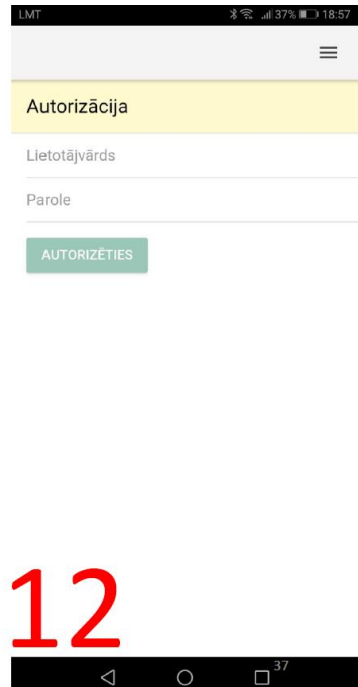 LMT 37% 18:57
Autorizācija
Lietotājvārds
Parole
AUTORIZĒTIES
12
37